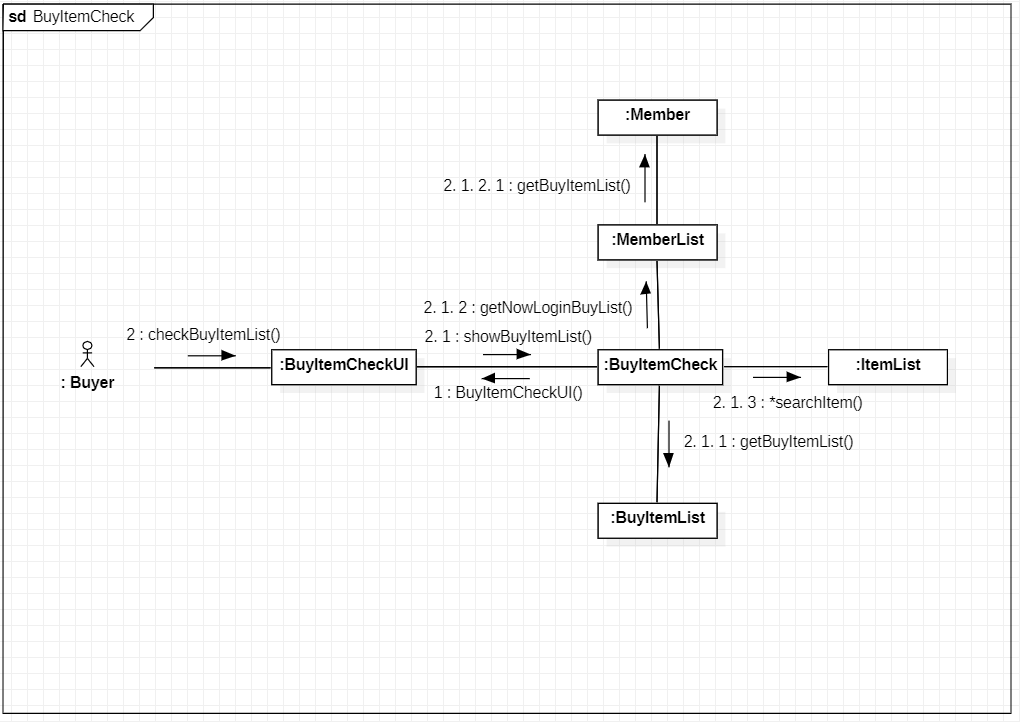 sd BuyItemCheck
:Member
2. 1. 2. 1 : getBuyItemList()
:MemberList
2. 1. 2 : getNowLoginBuyList()
2 : checkBuyItemList()
2. 1 : showBuyItemList()
: Buyer
:BuyItemCheckUI
:BuyItemCheck
:ItemList
1 : BuyItemCheckUI()
2. 1. 3 : *searchItem()
2. 1. 1 : getBuyItemList()
:BuyItemList